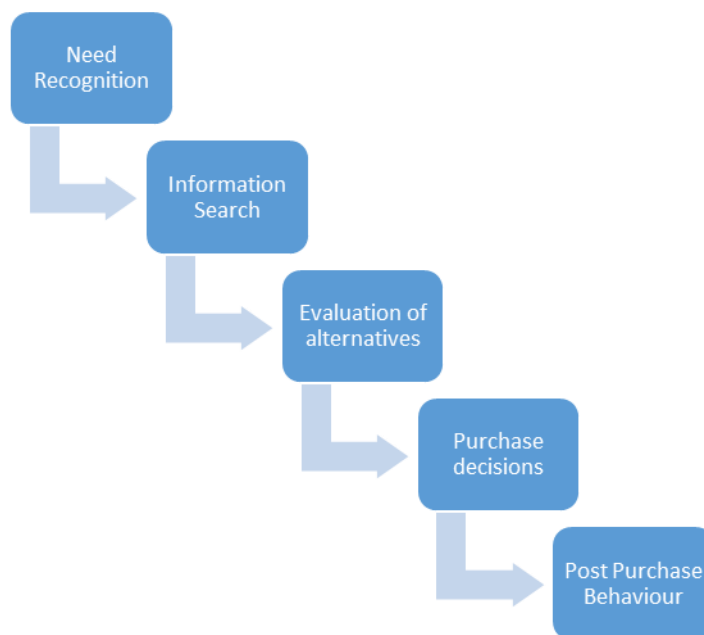 Need
Recognition
Information
Search
Evaluation of
alternatives
Purchase
decisions
Post Purchase
Behaviour